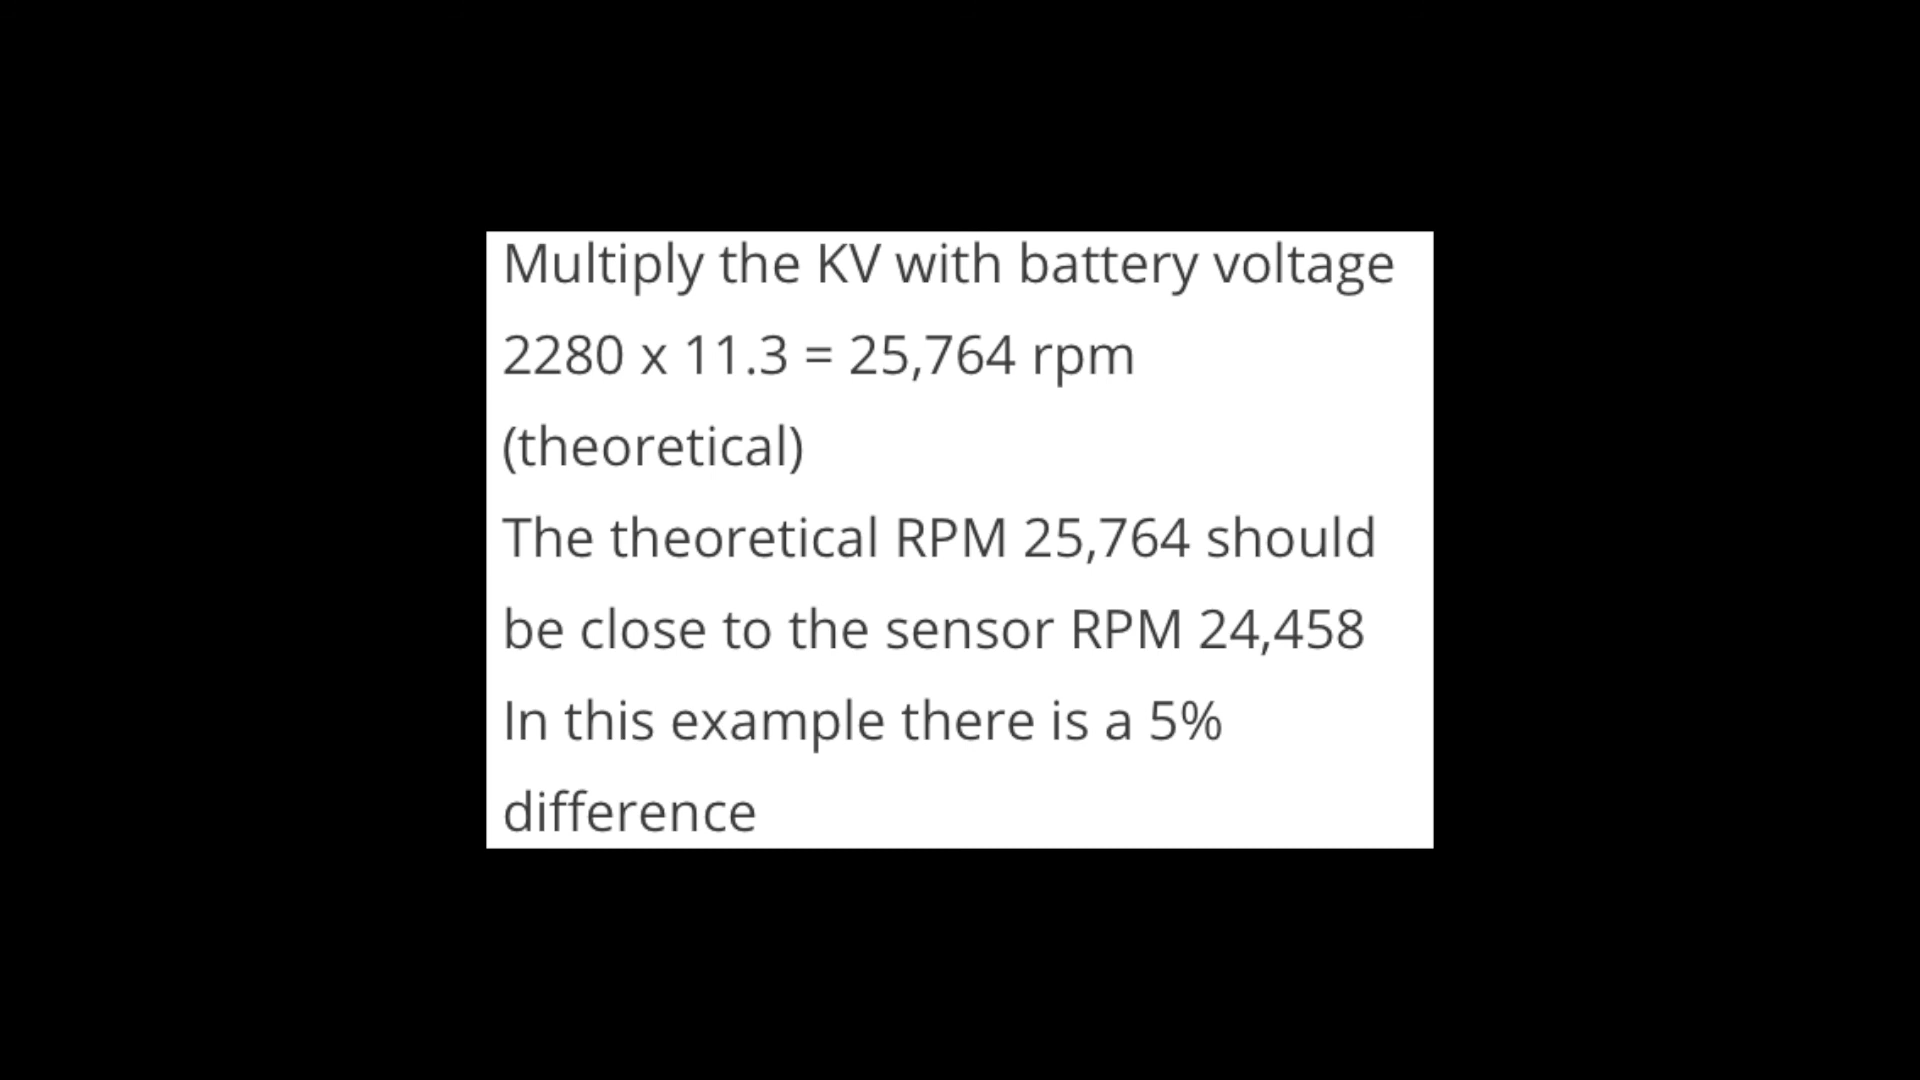 Multiply the KV with battery voltage
2280 x 11.3 = 25,764 rpm
(theoretical)
The theoretical RPM 25,764 should
be close to the sensor RPM 24,458
In this example there is a 5%
difference